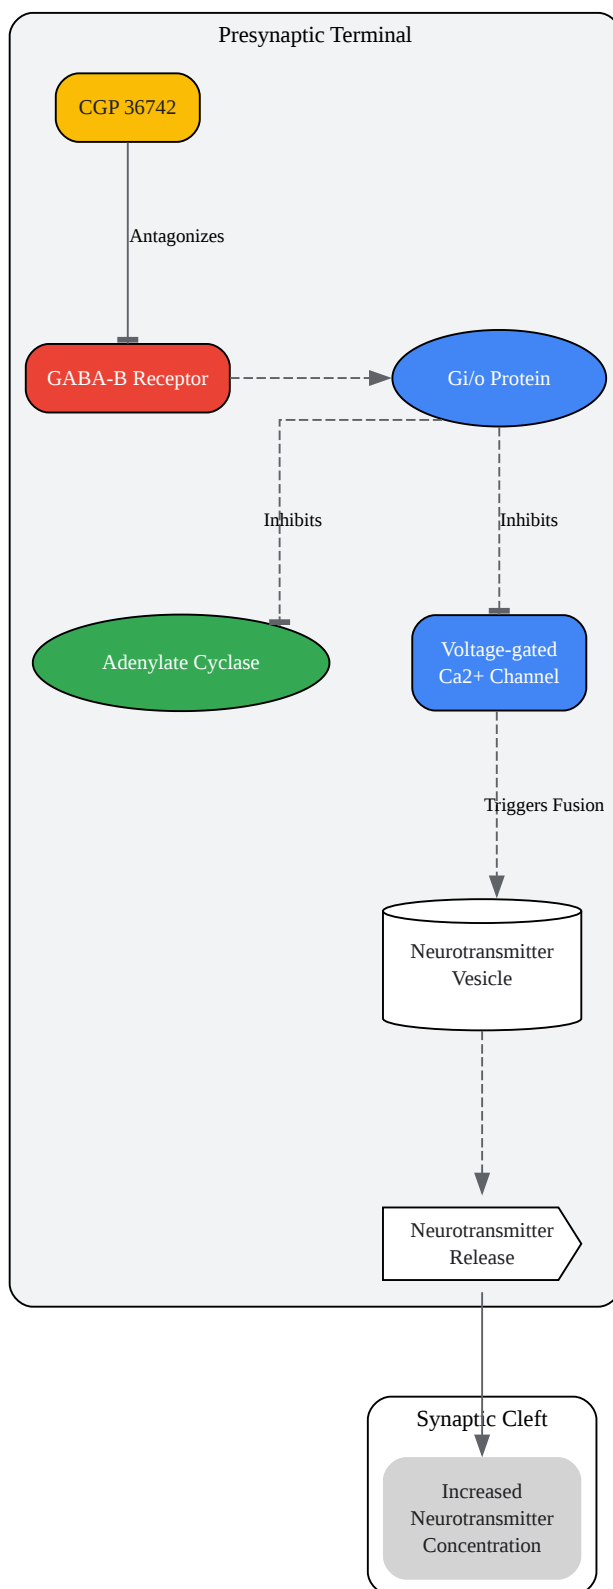 Presynaptic Terminal
CGP 36742
Antagonizes
GABA-B Receptor
Gi/o Protein
Inhibits
Inhibits
Adenylate Cyclase
Voltage-gated
Ca2+ Channel
Triggers Fusion
Neurotransmitter
Vesicle
Neurotransmitter
Release
Synaptic Cleft
Increased
Neurotransmitter
Concentration